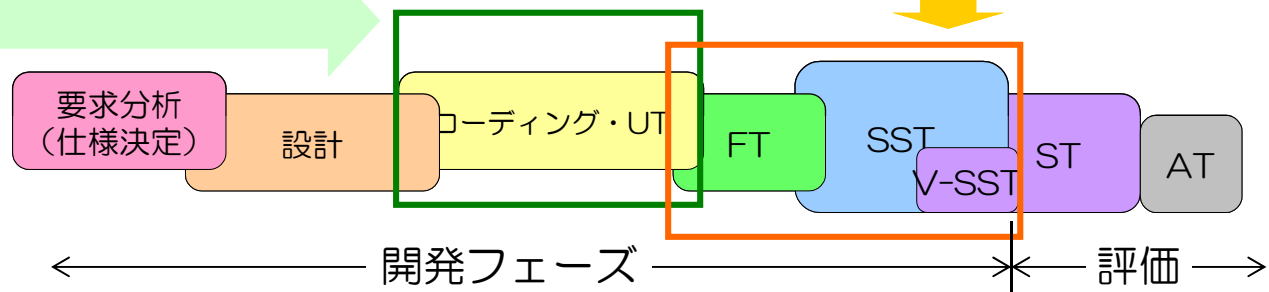 要求分析
（仕様決定）
設計
コーディング・UT
FT
SST
V-SST
ST
AT
開発フェーズ
評価